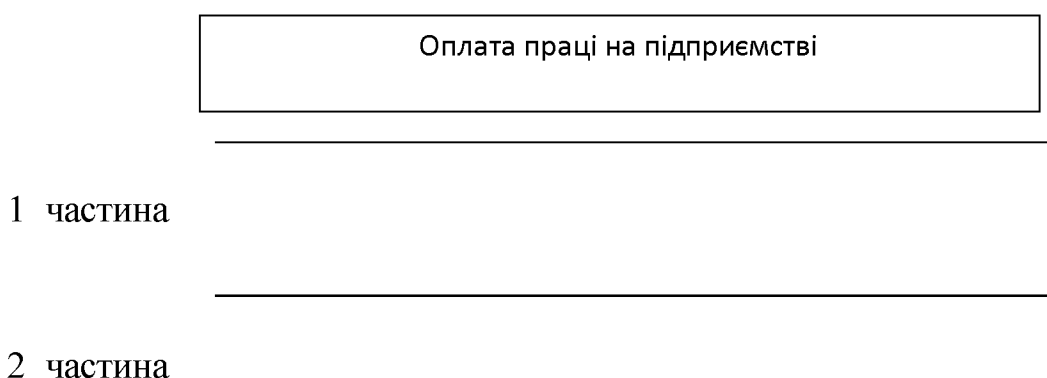 Оплата праці на підприємстві
1 частина
2 частина